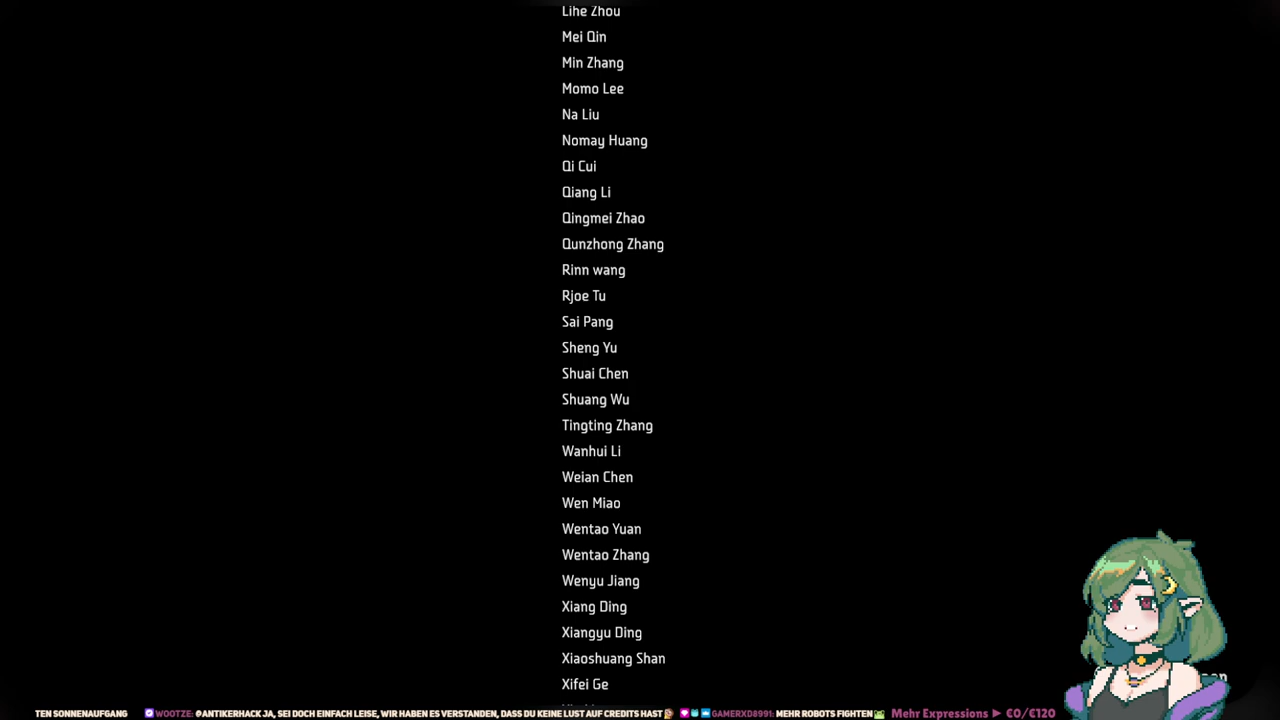 Lihe Zhou
Mei Qin
Min Zhang
Momo Lee
Na Liu
Nomay Huang
Qi Cui
Qiang Li
Qingmei Zhao
Qunzhong Zhang
Rinn wang
Rjoe Tu
Sai Pang
Sheng Yu
Shuai Chen
Shuang Wu
Tingting Zhang
Wanhui Li
Weian Chen
Wen Miao
Wentao Yuan
Wentao Zhang
Wenyu Jiang
Xiang Ding
Xiangyu Ding
Xiaoshuang Shan
Xifei Ge
TEN SONNENAUFGANG WOOTZE: @ANTIKERHACK JA, SEI DOCH EINFACH LEISE, WIR HABEN ES VERSTANDEN, DASS DU KEINE LUST AUF CREDITS HAST GAMERXD8991: MEHR ROBOTS FIGHTEN Mehr Expressions ► €0/€120